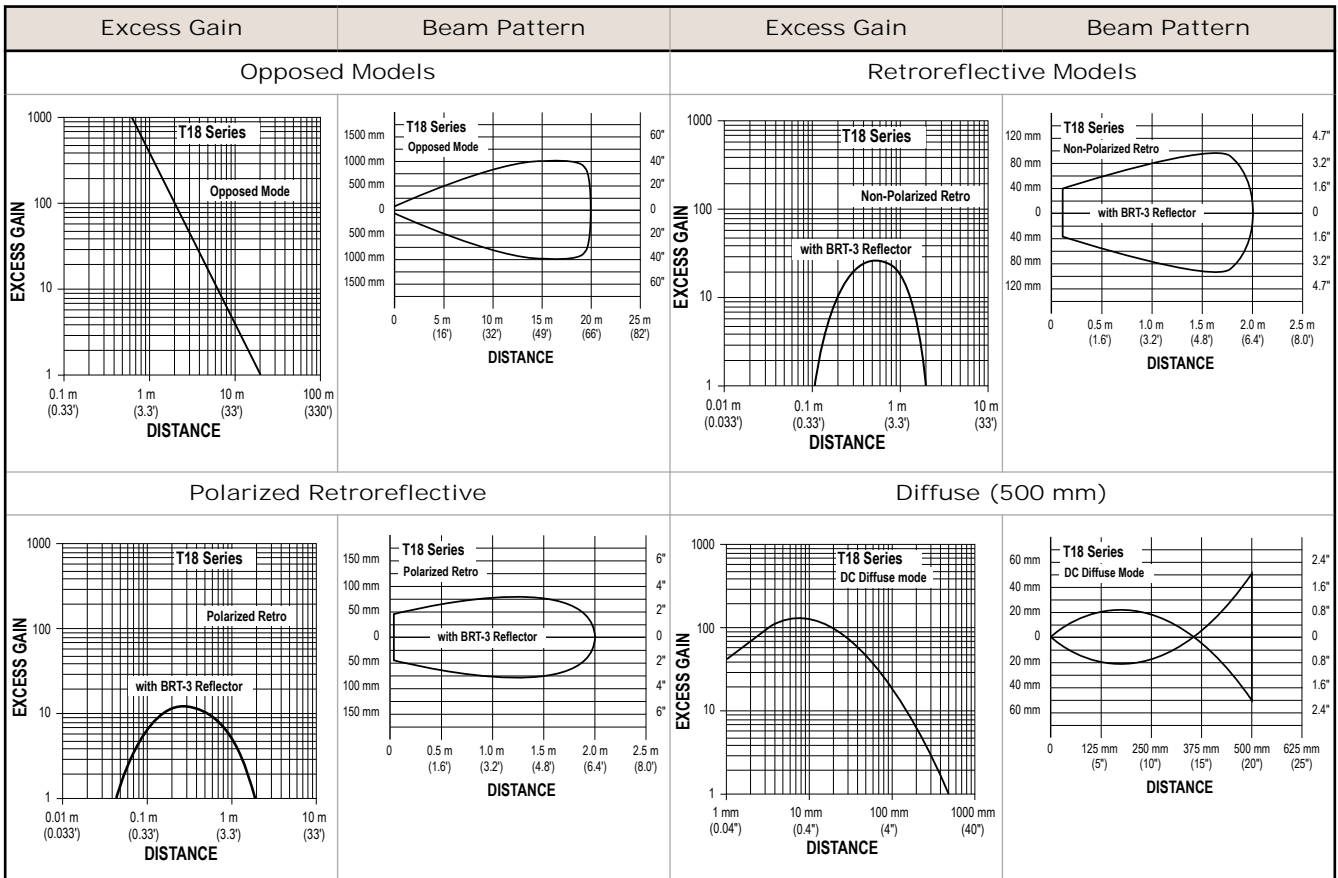 Excess Gain
Beam Pattern
Excess Gain
Beam Pattern
Opposed Models
Retroreflective Models
1000
100
10
1
EXCESS GAIN
T18 Series
Opposed Mode
0.1 m
(0.33')
1 m
(3.3')
10 m
(33')
100 m
(330')
DISTANCE
T18 Series
Opposed Mode
1500 mm
1000 mm
500 mm
0
500 mm
1000 mm
1500 mm
60"
40"
20"
0
20"
40"
60"
0
5 m
(16')
10 m
(32')
15 m
(49')
20 m
(66')
25 m
(82')
DISTANCE
1000
100
10
1
EXCESS GAIN
T18 Series
Non-Polarized Retro
with BRT-3 Reflector
0.01 m
(0.033')
0.1 m
(0.33')
1 m
(3.3')
10 m
(33')
DISTANCE
T18 Series
Non-Polarized Retro
with BRT-3 Reflector
120 mm
80 mm
40 mm
0
40 mm
80 mm
120 mm
4.7"
3.2"
1.6"
0
1.6"
3.2"
4.7"
0
0.5 m
(1.6')
1.0 m
(3.2')
1.5 m
(4.8')
2.0 m
(6.4')
2.5 m
(8.0')
DISTANCE
Polarized Retroreflective
Diffuse (500 mm)
1000
100
10
1
EXCESS GAIN
T18 Series
Polarized Retro
with BRT-3 Reflector
0.01 m
(0.033')
0.1 m
(0.33')
1 m
(3.3')
10 m
(33')
DISTANCE
T18 Series
Polarized Retro
with BRT-3 Reflector
150 mm
100 mm
50 mm
0
50 mm
100 mm
150 mm
6"
4"
2"
0
2"
4"
6"
0
0.5 m
(1.6')
1.0 m
(3.2')
1.5 m
(4.8')
2.0 m
(6.4')
2.5 m
(8.0')
DISTANCE
1000
100
10
1
EXCESS GAIN
T18 Series
DC Diffuse mode
1 mm
(0.04")
10 mm
(0.4")
100 mm
(4")
1000 mm
(40")
DISTANCE
T18 Series
DC Diffuse Mode
60 mm
40 mm
20 mm
0
20 mm
40 mm
60 mm
2.4"
1.6"
0.8"
0
0.8"
1.6"
2.4"
0
125 mm
(5")
250 mm
(10")
375 mm
(15")
500 mm
(20")
625 mm
(25")
DISTANCE